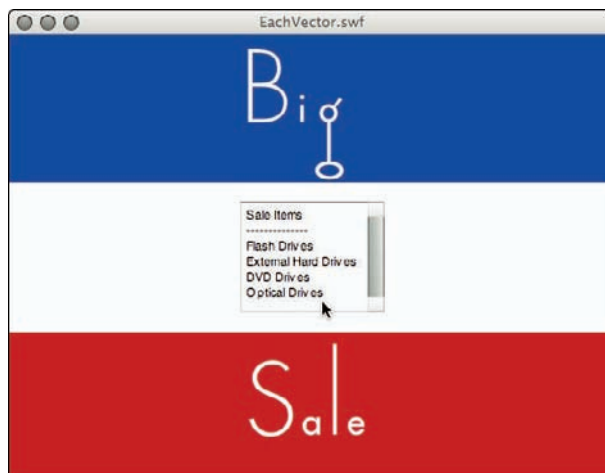 EachVector.swf
Big
Sale Items
--------------
Flash Drives
External Hard Drives
DVD Drives
Optical Drives
Sale